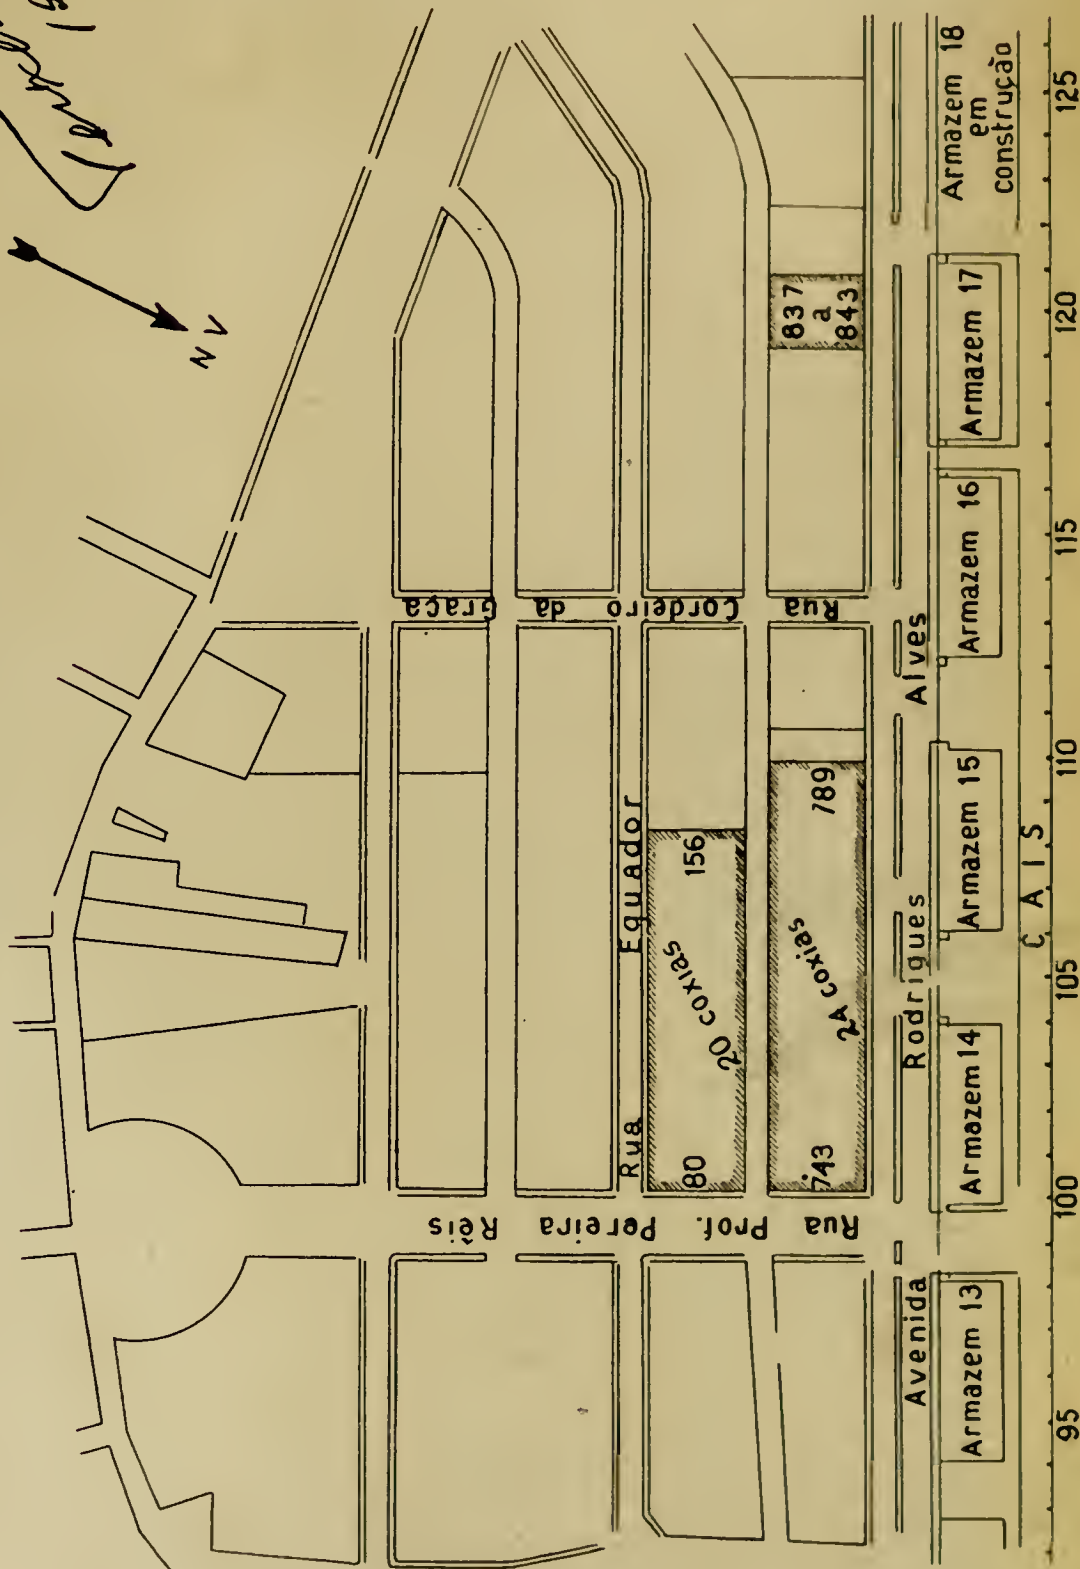 NV
Rua Equador
80
20 coxias
156
743
24 coxias
789
837
a
843
Rua Prof. Pereira Réis
Rua Cordeiro da Graça
Avenida Rodrigues Alves
Armazem 13
Armazem 14
Armazem 15
Armazem 16
Armazem 17
Armazem 18
em
construção
CAIS
95
100
105
110
115
120
125